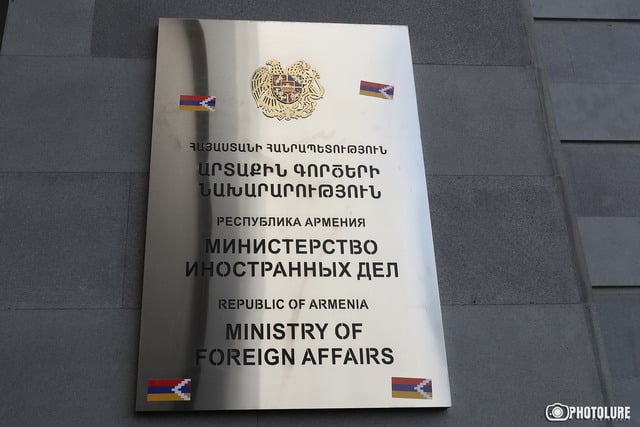 ՀԱՅԱՍՏԱՆԻ ՀԱՆՐԱՊԵՏՈՒԹՅՈՒՆ
ԱՐՏԱՔԻՆ ԳՈՐԾԵՐԻ
ՆԱԽԱՐԱՐՈՒԹՅՈՒՆ
РЕСПУБЛИКА АРМЕНИЯ
МИНИСТЕРСТВО
ИНОСТРАННЫХ ДЕЛ
REPUBLIC OF ARMENIA
MINISTRY OF
FOREIGN AFFAIRS
PHOTOLURE